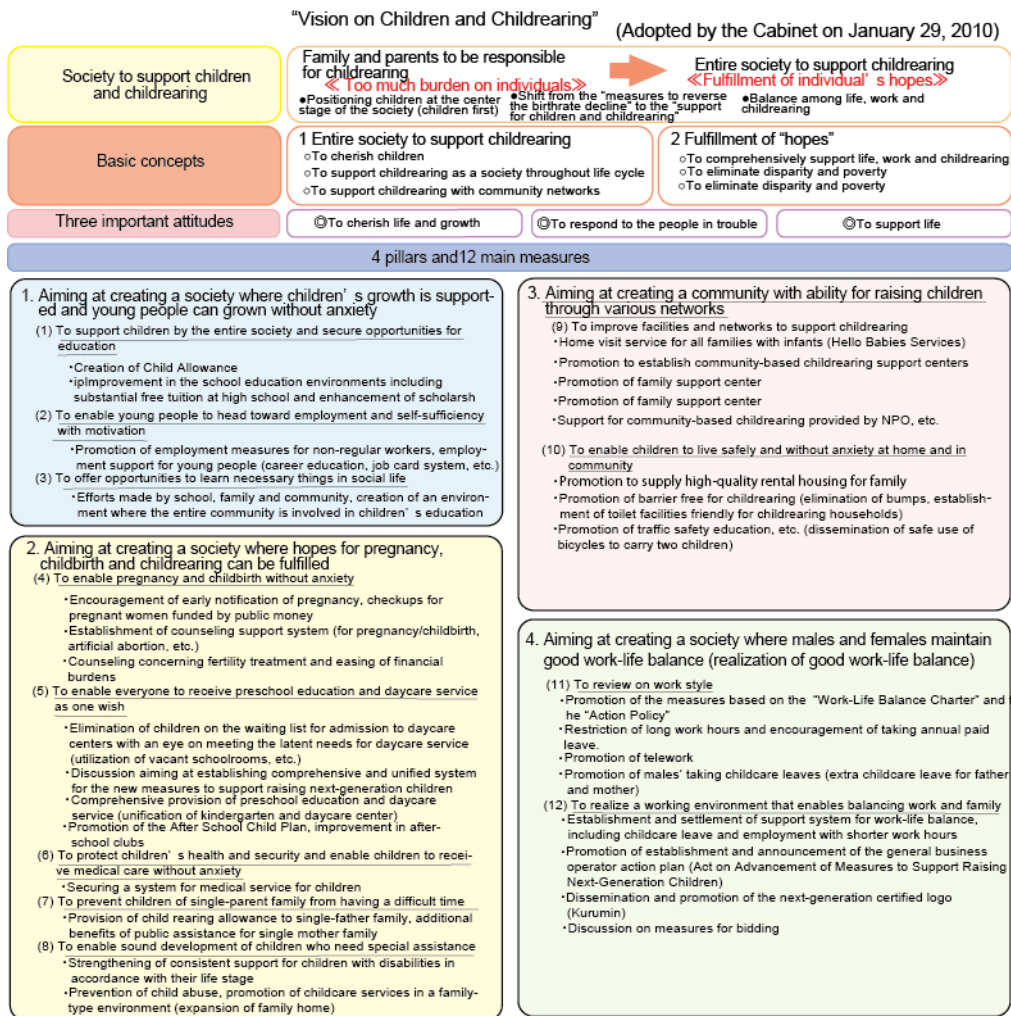 “Vision on Children and Childrearing”
(Adopted by the Cabinet on January 29, 2010)
Society to support children
and childrearing
Family and parents to be responsible
for childrearing
≪ Too much burden on individuals≫
Entire society to support childrearing
≪Fulfillment of individual’ s hopes≫
●Positioning children at the center
stage of the society (children first)
●Shift from the “measures to reverse
the birthrate decline” to the “support
for children and childrearing”
●Balance among life, work and
childrearing
Basic concepts
1 Entire society to support childrearing
○To cherish children
○To support childrearing as a society throughout life cycle
○To support childrearing with community networks
2 Fulfillment of “hopes”
○To comprehensively support life, work and childrearing
○To eliminate disparity and poverty
○To eliminate disparity and poverty
Three important attitudes
◎To cherish life and growth
◎To respond to the people in trouble
◎To support life
4 pillars and12 main measures
1. Aiming at creating a society where children’ s growth is support-
ed and young people can grown without anxiety
(1) To support children by the entire society and secure opportunities for
education
・Creation of Child Allowance
・ipImprovement in the school education environments including
substantial free tuition at high school and enhancement of scholarsh
(2) To enable young people to head toward employment and self-sufficiency
with motivation
・Promotion of employment measures for non-regular workers, employ-
ment support for young people (career education, job card system, etc.)
(3) To offer opportunities to learn necessary things in social life
・Efforts made by school, family and community, creation of an environ-
ment where the entire community is involved in children’ s education
2. Aiming at creating a society where hopes for pregnancy,
childbirth and childrearing can be fulfilled
(4) To enable pregnancy and childbirth without anxiety
・Encouragement of early notification of pregnancy, checkups for
pregnant women funded by public money
・Establishment of counseling support system (for pregnancy/childbirth,
artificial abortion, etc.)
・Counseling concerning fertility treatment and easing of financial
burdens
(5) To enable everyone to receive preschool education and daycare service
as one wish
・Elimination of children on the waiting list for admission to daycare
centers with an eye on meeting the latent needs for daycare service
(utilization of vacant schoolrooms, etc.)
・Discussion aiming at establishing comprehensive and unified system
for the new measures to support raising next-generation children
・Comprehensive provision of preschool education and daycare
service (unification of kindergarten and daycare center)
・Promotion of the After School Child Plan, improvement in after-
school clubs
(6) To protect children’ s health and security and enable children to recei-
ve medical care without anxiety
・Securing a system for medical service for children
(7) To prevent children of single-parent family from having a difficult time
・Provision of child rearing allowance to single-father family, additional
benefits of public assistance for single mother family
(8) To enable sound development of children who need special assistance
・Strengthening of consistent support for children with disabilities in
accordance with their life stage
・Prevention of child abuse, promotion of childcare services in a family-
type environment (expansion of family home)
3. Aiming at creating a community with ability for raising children
through various networks
(9) To improve facilities and networks to support childrearing
・Home visit service for all families with infants (Hello Babies Services)
・Promotion to establish community-based childrearing support centers
・Promotion of family support center
・Promotion of family support center
・Support for community-based childrearing provided by NPO, etc.
(10) To enable children to live safely and without anxiety at home and in
community
・Promotion to supply high-quality rental housing for family
・Promotion of barrier free for childrearing (elimination of bumps, establish-
ment of toilet facilities friendly for childrearing households)
・Promotion of traffic safety education, etc. (dissemination of safe use of
bicycles to carry two children)
4. Aiming at creating a society where males and females maintain
good work-life balance (realization of good work-life balance)
(11) To review on work style
・Promotion of the measures based on the “Work-Life Balance Charter” and t
he “Action Policy”
・Restriction of long work hours and encouragement of taking annual paid
leave.
・Promotion of telework
・Promotion of males’ taking childcare leaves (extra childcare leave for father
and mother)
(12) To realize a working environment that enables balancing work and family
・Establishment and settlement of support system for work-life balance,
including childcare leave and employment with shorter work hours
・Promotion of establishment and announcement of the general business
operator action plan (Act on Advancement of Measures to Support Raising
Next-Generation Children)
・Dissemination and promotion of the next-generation certified logo
(Kurumin)
・Discussion on measures for bidding